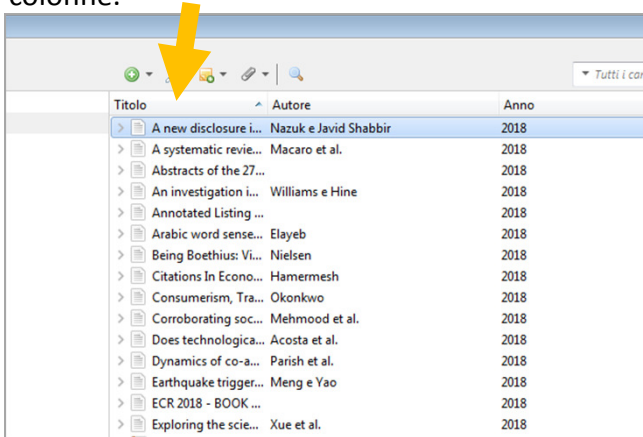 colonne:
Tutti i car
Titolo Autore Anno
A new disclosure i... Nazuk e Javid Shabbir 2018
A systematic revie... Macaro et al. 2018
Abstracts of the 27... 2018
An investigation i... Williams e Hine 2018
Annotated Listing ... 2018
Arabic word sense... Elayeb 2018
Being Boethius: Vi... Nielsen 2018
Citations In Econo... Hamermesh 2018
Consumerism, Tra... Okonkwo 2018
Corroborating soc... Mehmood et al. 2018
Does technologica... Acosta et al. 2018
Dynamics of co-a... Parish et al. 2018
Earthquake trigger... Meng e Yao 2018
ECR 2018 - BOOK ... 2018
Exploring the scie... Xue et al. 2018